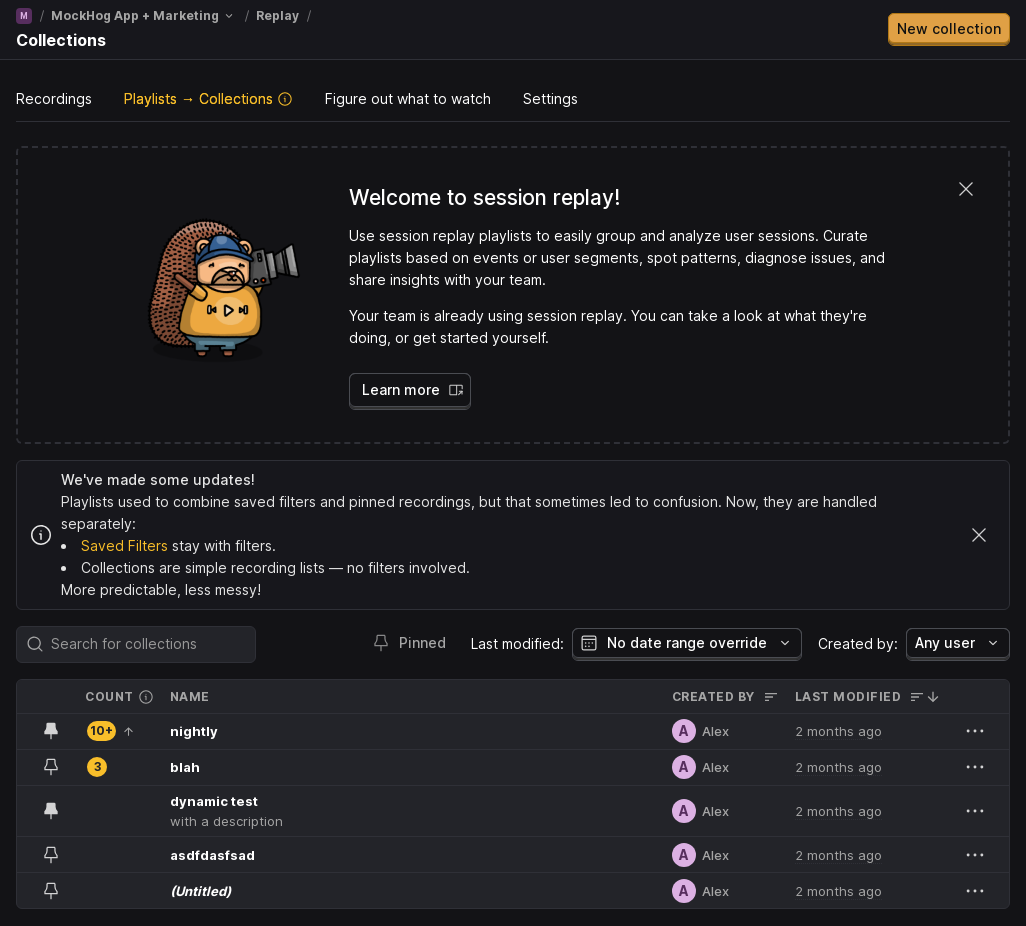 M / MockHog App + Marketing / Replay /
Collections
New collection
Recordings Playlists → Collections Figure out what to watch Settings
Welcome to session replay!
Use session replay playlists to easily group and analyze user sessions. Curate
playlists based on events or user segments, spot patterns, diagnose issues, and
share insights with your team.
Your team is already using session replay. You can take a look at what they're
doing, or get started yourself.
Learn more
We've made some updates!
Playlists used to combine saved filters and pinned recordings, but that sometimes led to confusion. Now, they are handled
separately:
• Saved Filters stay with filters.
• Collections are simple recording lists — no filters involved.
More predictable, less messy!
Search for collections Pinned Last modified: No date range override Created by: Any user
COUNT NAME CREATED BY LAST MODIFIED
10+ ↑ nightly A Alex 2 months ago
3 blah A Alex 2 months ago
dynamic test
with a description A Alex 2 months ago
asdfdasfsad A Alex 2 months ago
(Untitled) A Alex 2 months ago